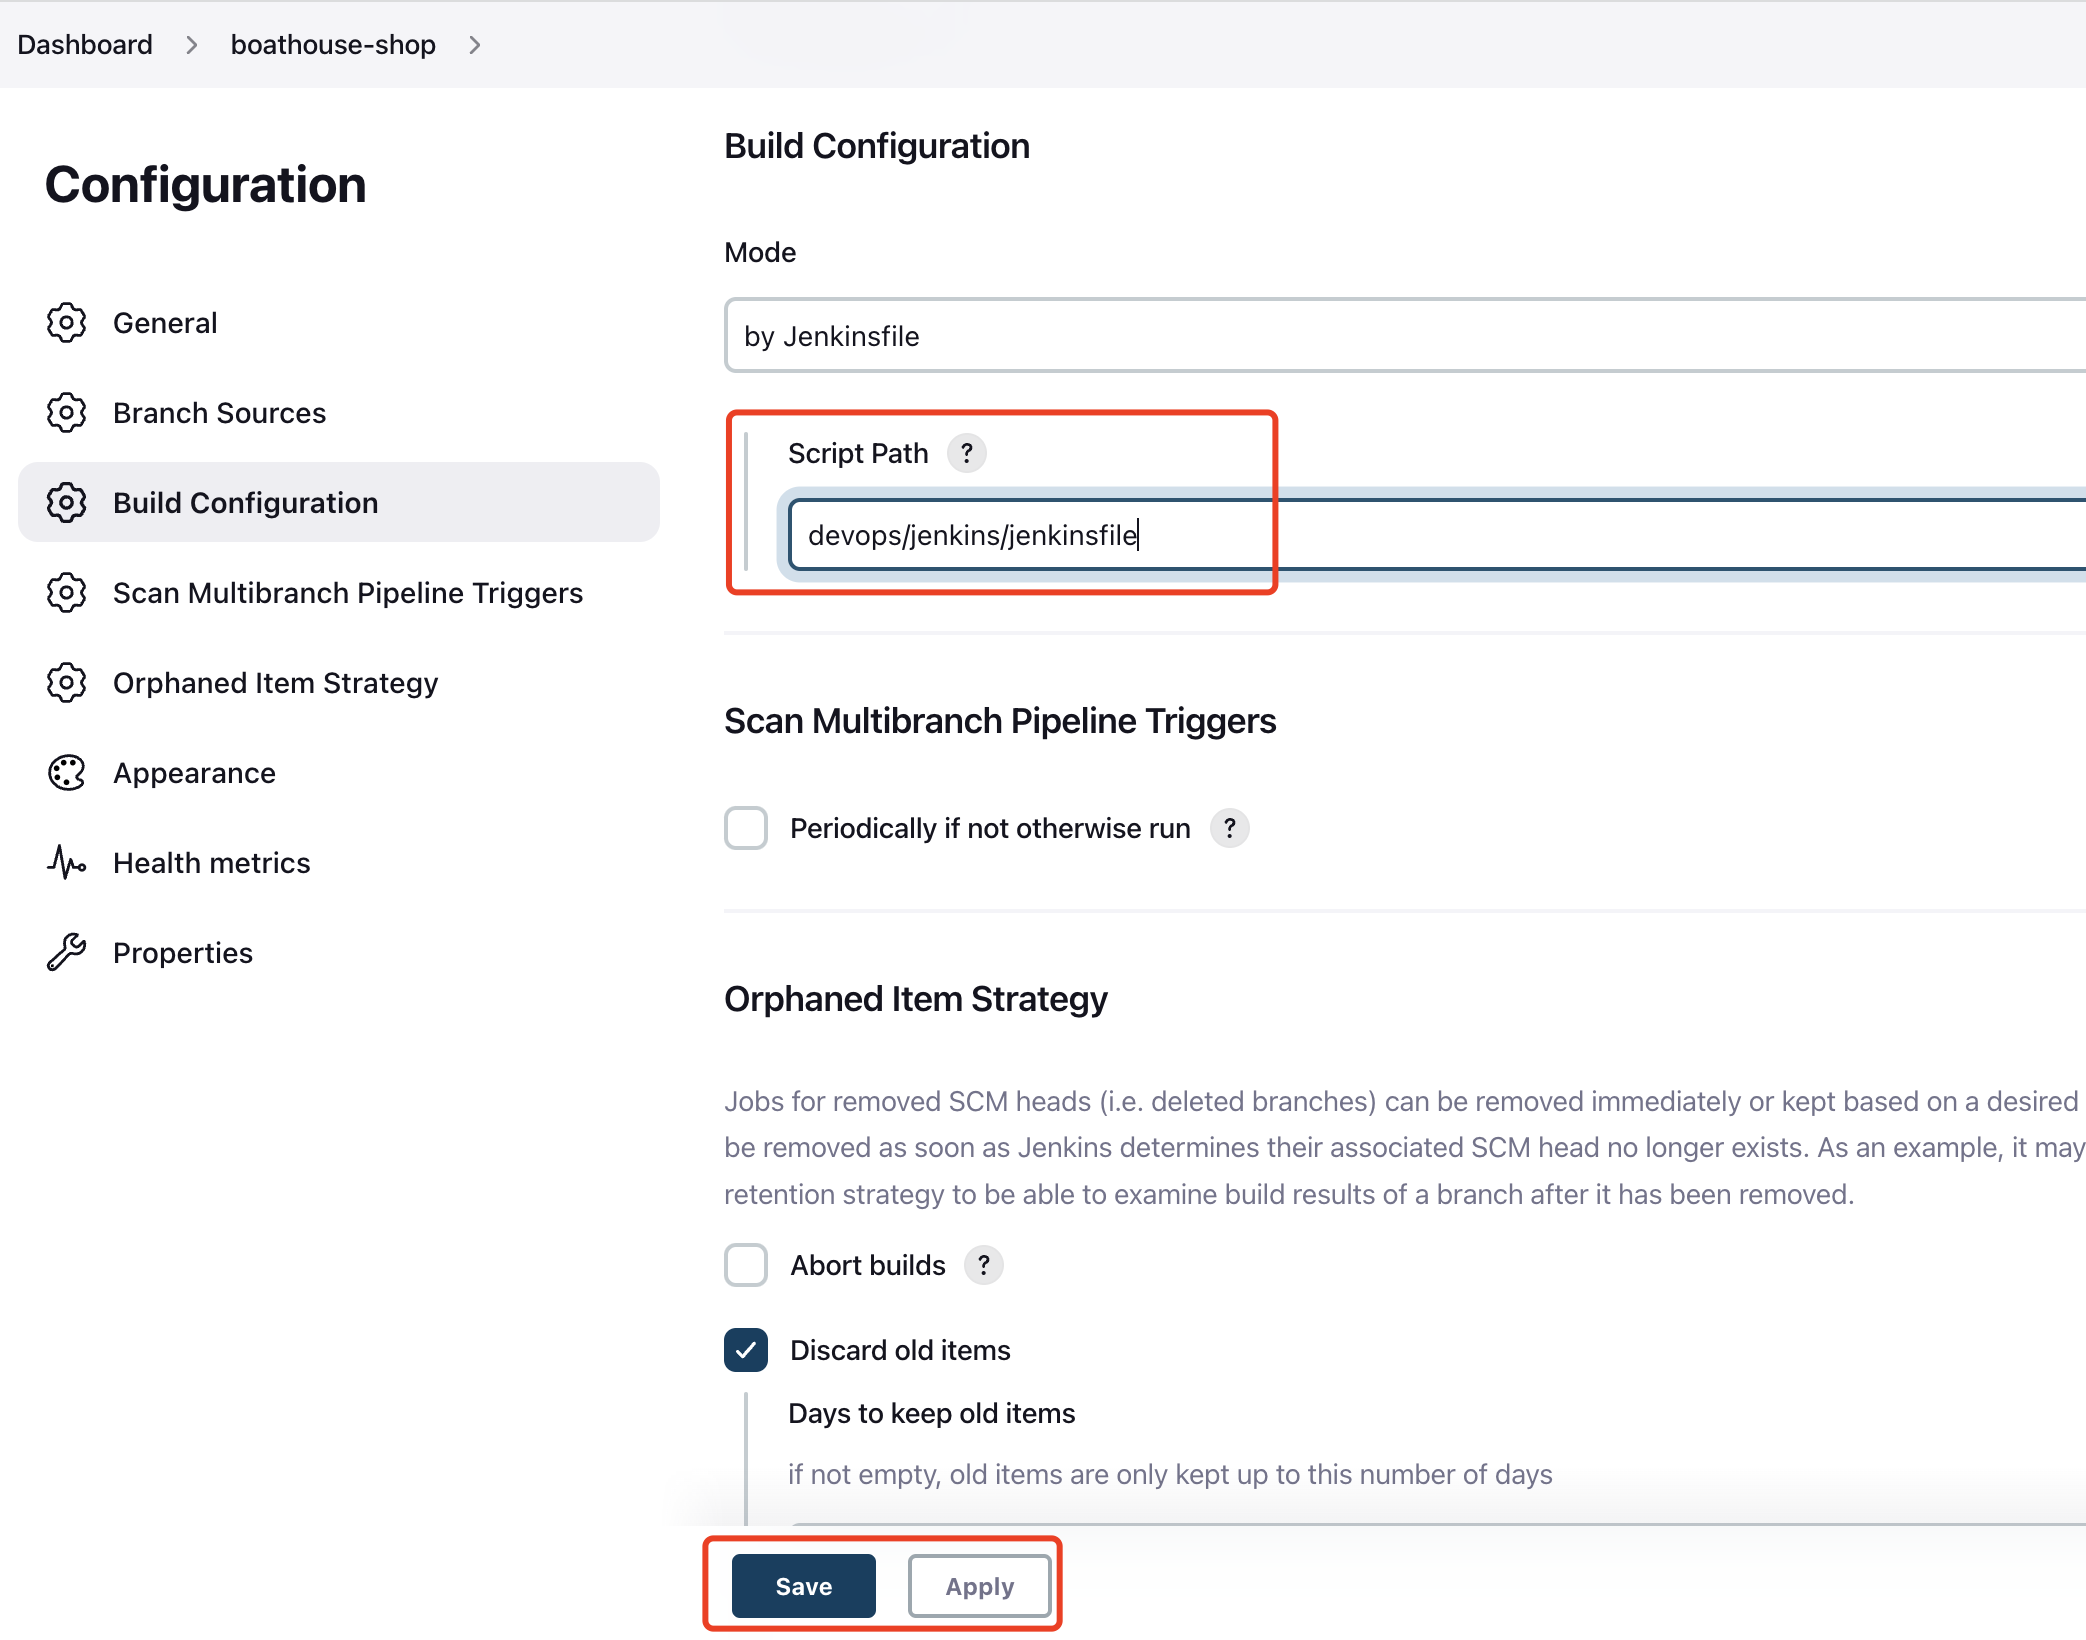 Dashboard > boathouse-shop >
Configuration
General
Branch Sources
Build Configuration
Scan Multibranch Pipeline Triggers
Orphaned Item Strategy
Appearance
Health metrics
Properties
Build Configuration
Mode
by Jenkinsfile
Script Path ?
devops/jenkins/jenkinsfile
Scan Multibranch Pipeline Triggers
Periodically if not otherwise run ?
Orphaned Item Strategy
Jobs for removed SCM heads (i.e. deleted branches) can be removed immediately or kept based on a desired
be removed as soon as Jenkins determines their associated SCM head no longer exists. As an example, it may
retention strategy to be able to examine build results of a branch after it has been removed.
Abort builds ?
Discard old items
Days to keep old items
if not empty, old items are only kept up to this number of days
Save Apply